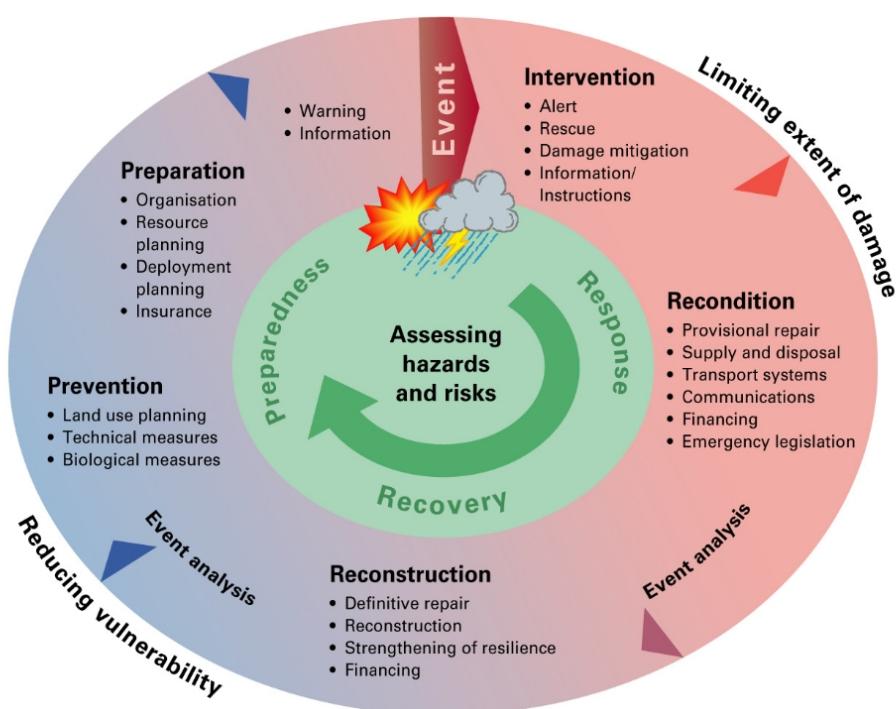 Event
Intervention
• Alert
• Rescue
• Damage mitigation
• Information/
Instructions
Limiting extent of damage
Recondition
• Provisional repair
• Supply and disposal
• Transport systems
• Communications
• Financing
• Emergency legislation
Event analysis
Reconstruction
• Definitive repair
• Reconstruction
• Strengthening of resilience
• Financing
Event analysis
Reducing vulnerability
Prevention
• Land use planning
• Technical measures
• Biological measures
Preparation
• Organisation
• Resource
planning
• Deployment
planning
• Insurance
• Warning
• Information
Preparedness
Response
Recovery
Assessing
hazards
and risks